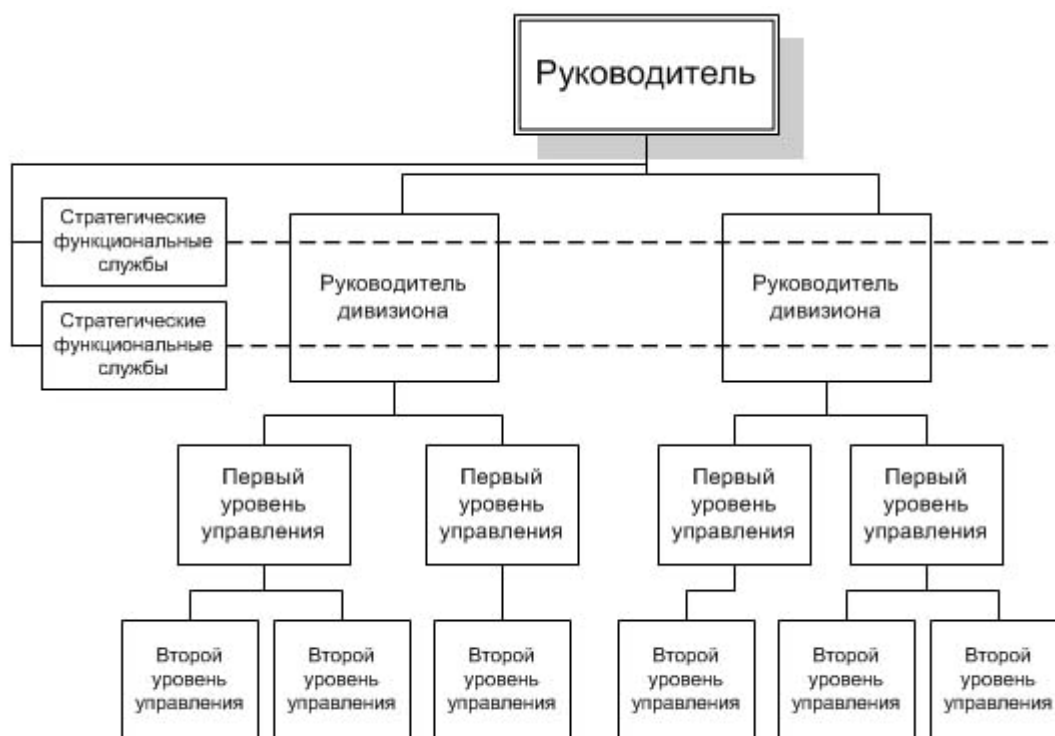 Руководитель
Стратегические
функциональные
службы
Стратегические
функциональные
службы
Руководитель
дивизиона
Руководитель
дивизиона
Первый
уровень
управления
Первый
уровень
управления
Первый
уровень
управления
Первый
уровень
управления
Второй
уровень
управления
Второй
уровень
управления
Второй
уровень
управления
Второй
уровень
управления
Второй
уровень
управления
Второй
уровень
управления